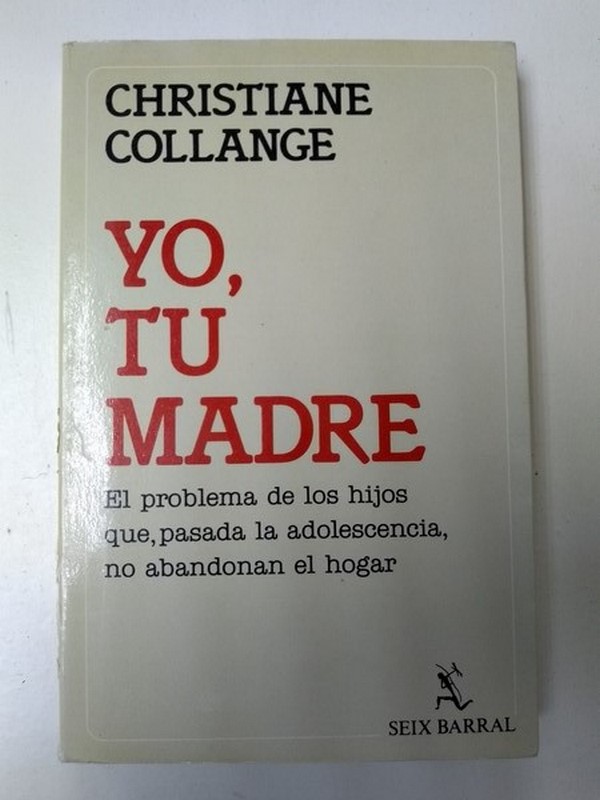 CHRISTIANE
COLLANGE
YO,
TU
MADRE
El problema de los hijos
que, pasada la adolescencia,
no abandonan el hogar
SEIX BARRAL